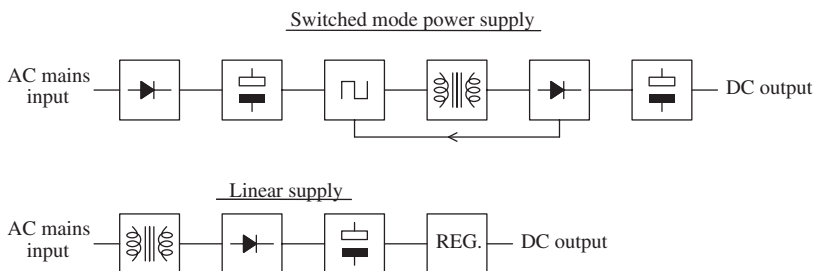 Switched mode power supply
AC mains
input
DC output
Linear supply
AC mains
input
REG.
DC output